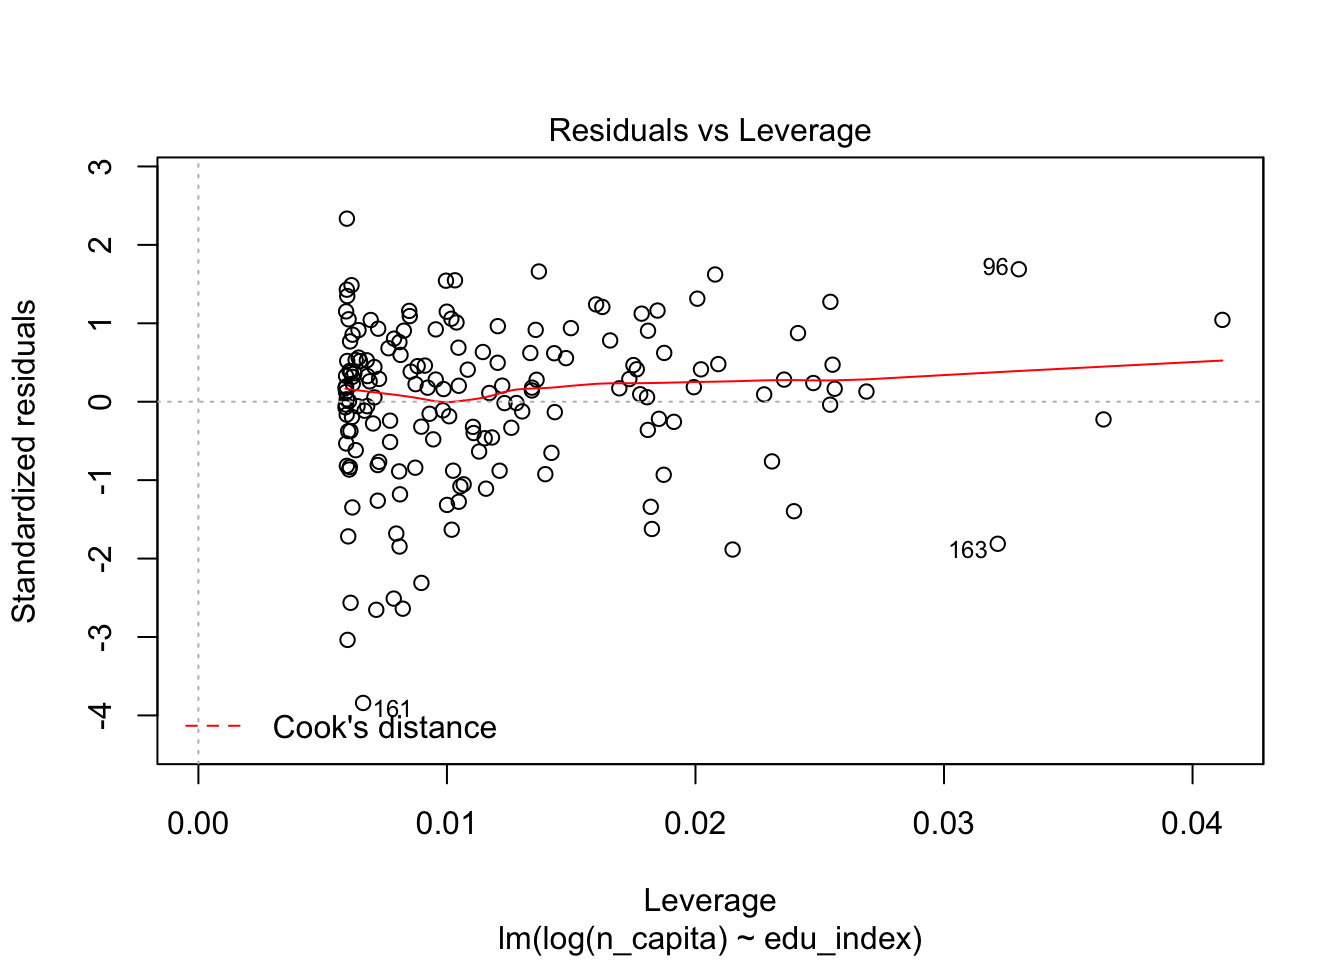 Residuals vs Leverage
3
2
1
0
-1
-2
-3
-4
Standardized residuals
96
163
161
Cook's distance
0.00 0.01 0.02 0.03 0.04
Leverage
lm(log(n_capita) ~ edu_index)